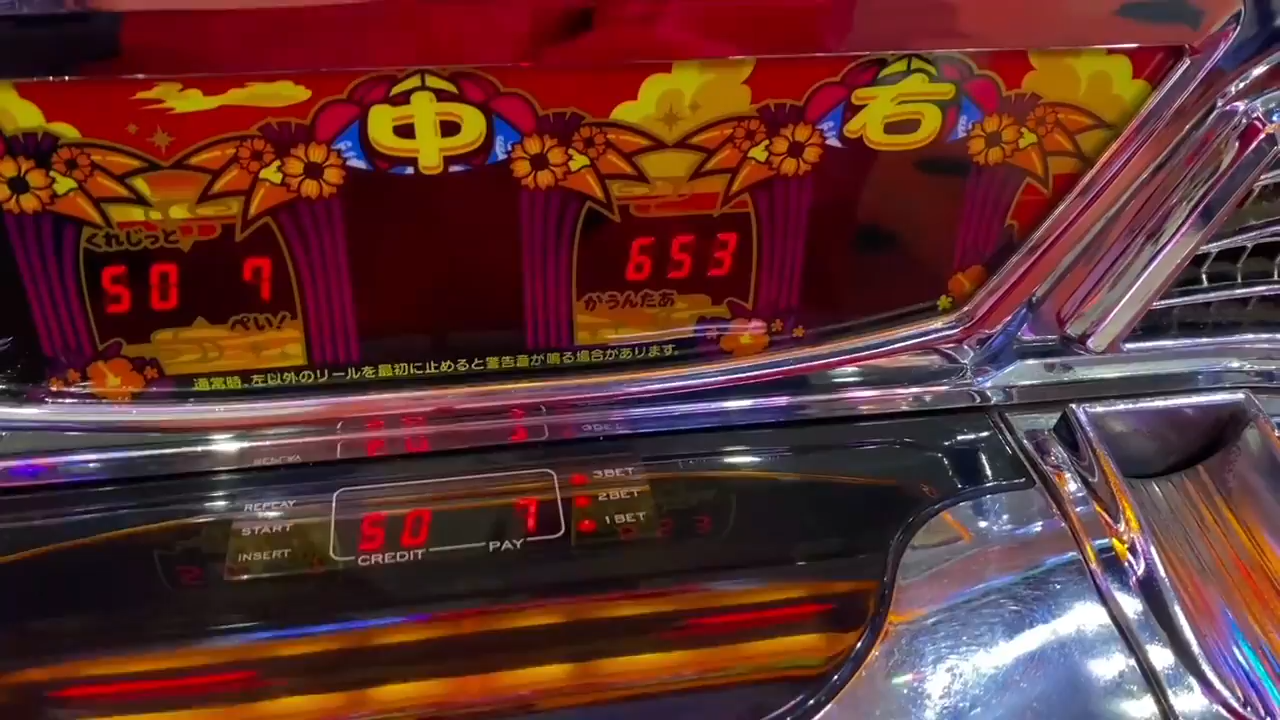 中 右
くれじっと
50 7
ぺい!
653
かうんたあ
通常時、左以外のリールを最初に止めると警告音が鳴る場合があります。
REPLAY
START
INSERT
50 7
CREDIT PAY
3BET
2BET
1BET